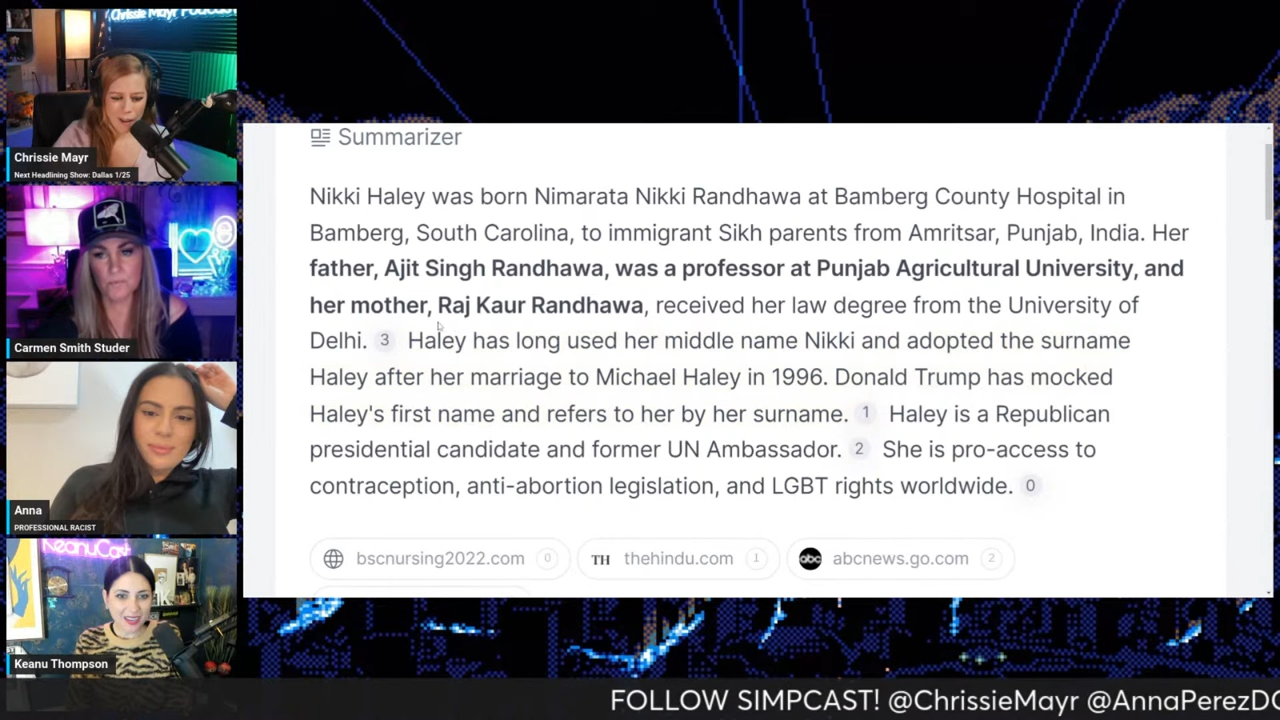 Chrissie Mayr Podcast
Chrissie Mayr
Next Headlining Show: Dallas 1/25
Carmen Smith Studer
Anna
PROFESSIONAL RACIST
KeanuCast
Keanu Thompson
Summarizer
Nikki Haley was born Nimarata Nikki Randhawa at Bamberg County Hospital in
Bamberg, South Carolina, to immigrant Sikh parents from Amritsar, Punjab, India. Her
father, Ajit Singh Randhawa, was a professor at Punjab Agricultural University, and
her mother, Raj Kaur Randhawa, received her law degree from the University of
Delhi. 3 Haley has long used her middle name Nikki and adopted the surname
Haley after her marriage to Michael Haley in 1996. Donald Trump has mocked
Haley's first name and refers to her by her surname. 1 Haley is a Republican
presidential candidate and former UN Ambassador. 2 She is pro-access to
contraception, anti-abortion legislation, and LGBT rights worldwide. 0
bscnursing2022.com 0 TH thehindu.com 1 abc abcnews.go.com 2
FOLLOW SIMPCAST! @ChrissieMayr @AnnaPerezDC